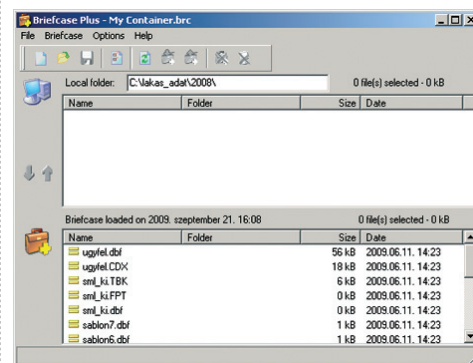 Briefcase Plus - My Container.brc
File Briefcase Options Help
Local folder: C:\lakas_adat\2008\ 0 file(s) selected - 0 kB
Name Folder Size Date
Briefcase loaded on 2009. szeptember 21. 16:08 0 file(s) selected - 0 kB
Name Folder Size Date
ugyfel.dbf 56 kB 2009.06.11. 14:23
ugyfel.CDX 18 kB 2009.06.11. 14:23
sml_ki.TBK 6 kB 2009.06.11. 14:23
sml_ki.FPT 0 kB 2009.06.11. 14:23
sml_ki.dbf 0 kB 2009.06.11. 14:23
sablon7.dbf 1 kB 2009.06.11. 14:23
sablon6.dbf 1 kB 2009.06.11. 14:23